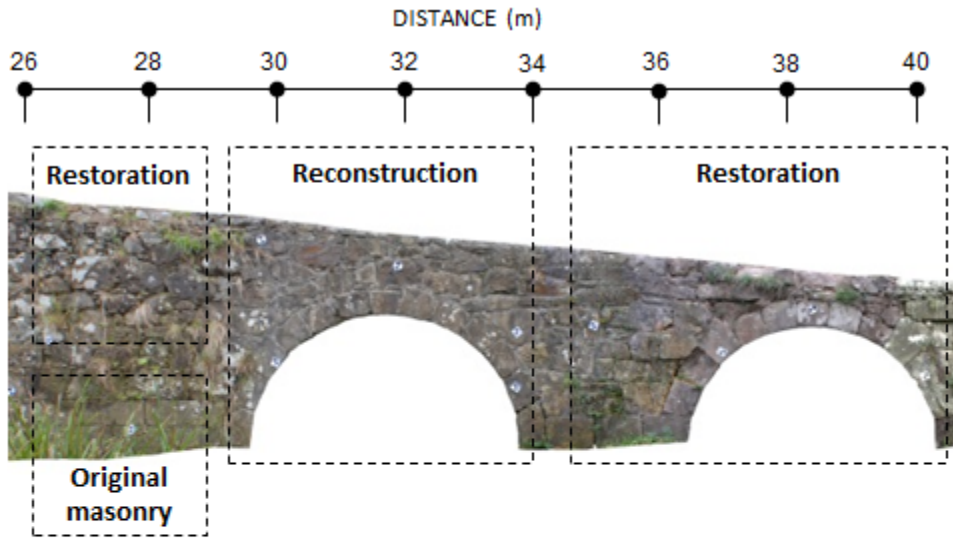 DISTANCE (m)
26 28 30 32 34 36 38 40
Restoration Reconstruction Restoration
Original
masonry